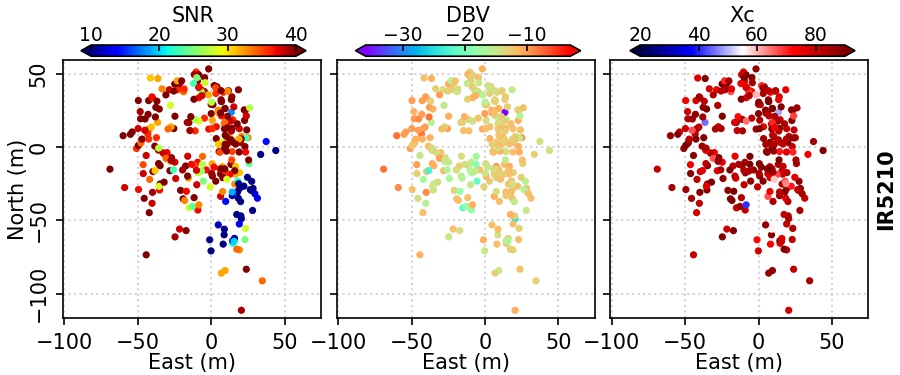 SNR DBV Xc
10 20 30 40 −30 −20 −10 20 40 60 80
50
0
−50
−100
North (m)
IR5210
−100 −50 0 50 −100 −50 0 50 −100 −50 0 50
East (m) East (m) East (m)